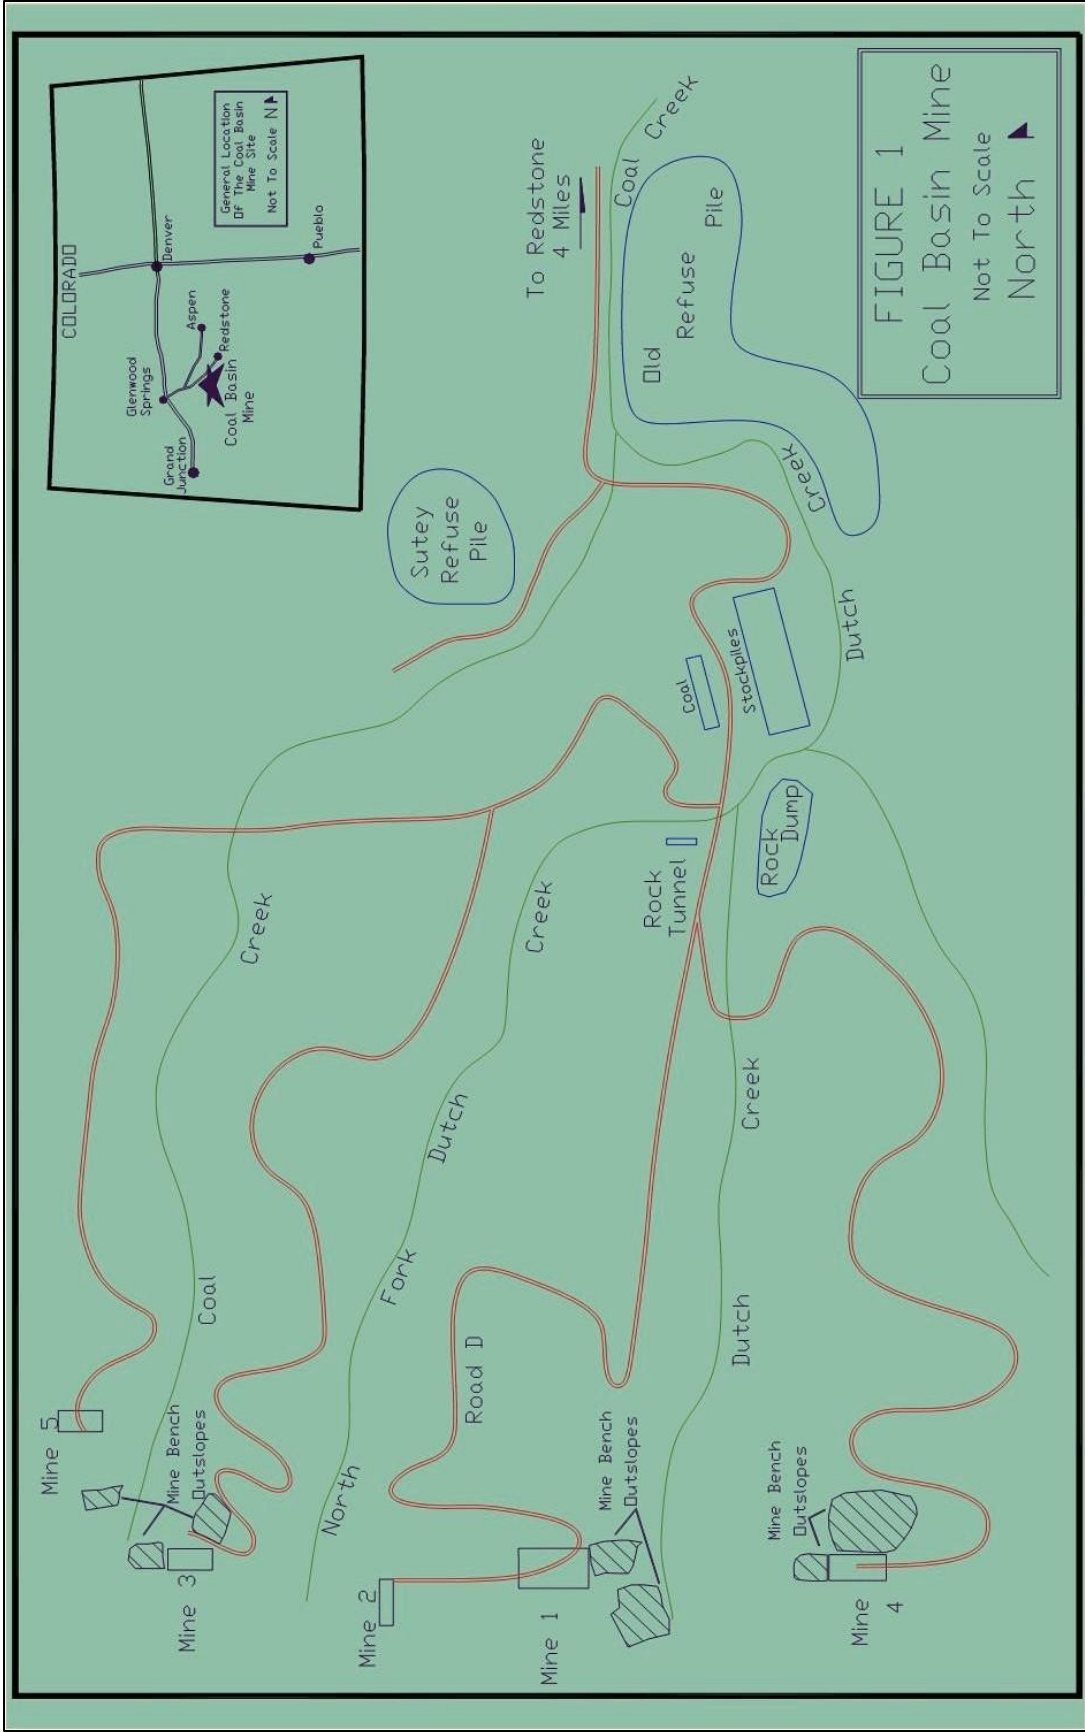 COLORADO
General Location
Of The Coal Basin
Mine Site
Not To Scale N
Denver
Pueblo
Aspen
Redstone
Glenwood
Springs
Coal Basin
Mine
Grand
Junction
To Redstone
4 Miles
Coal
Creek
Old
Refuse
Pile
FIGURE 1
Coal Basin Mine
Not To Scale
North
Sutey
Refuse
Pile
Creek
Dutch
Coal
Stockpiles
Rock
Dump
Rock
Tunnel
Creek
Coal
Creek
Dutch
Fork
North
Creek
Dutch
Road D
Mine 5
Mine Bench
Outslopes
Mine 3
Mine 2
Mine 1
Mine Bench
Outslopes
Mine Bench
Outslopes
Mine
4